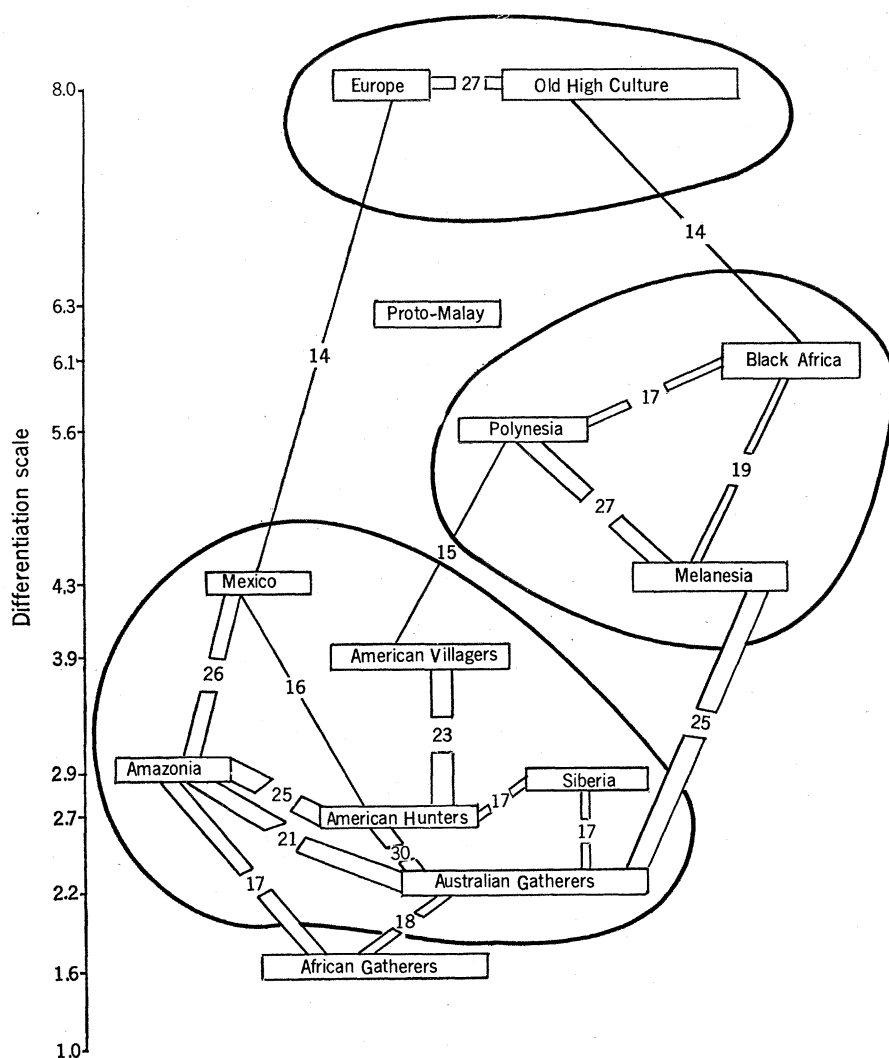 8.0
Europe
27
Old High Culture
14
6.3
Proto-Malay
14
6.1
Black Africa
17
5.6
Polynesia
19
27
15
4.3
Mexico
Melanesia
3.9
American Villagers
26
16
25
23
2.9
Amazonia
Siberia
25
17
2.7
American Hunters
17
21
30
2.2
17
Australian Gatherers
18
1.6
African Gatherers
1.0
Differentiation scale